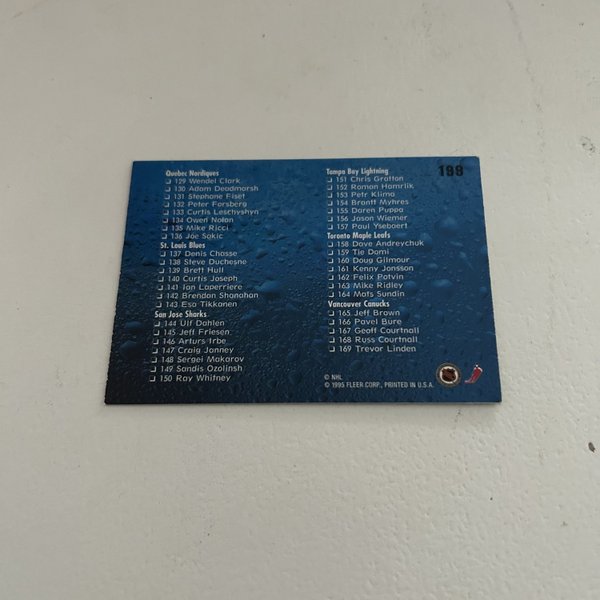 Quebec Nordiques
129 Wendel Clark
130 Adam Deadmarsh
131 Stephane Fiset
132 Peter Forsberg
133 Curtis Leschyshyn
134 Owen Nolan
135 Mike Ricci
136 Joe Sakic
St. Louis Blues
137 Denis Chasse
138 Steve Duchesne
139 Brett Hull
140 Curtis Joseph
141 Ian Laperriere
142 Brendan Shanahan
143 Esa Tikkanen
San Jose Sharks
144 Ulf Dahlen
145 Jeff Friesen
146 Arturs Irbe
147 Craig Janney
148 Sergei Makarov
149 Sandis Ozolinsh
150 Ray Whitney
Tampa Bay Lightning
151 Chris Gratton
152 Roman Hamrlik
153 Petr Klima
154 Brantt Myhres
155 Daren Puppa
156 Jason Wiemer
157 Paul Ysebaert
Toronto Maple Leafs
158 Dave Andreychuk
159 Tie Domi
160 Doug Gilmour
161 Kenny Jonsson
162 Felix Potvin
163 Mike Ridley
164 Mats Sundin
Vancouver Canucks
165 Jeff Brown
166 Pavel Bure
167 Geoff Courtnall
168 Russ Courtnall
169 Trevor Linden
© NHL
© 1995 FLEER CORP., PRINTED IN U.S.A.
199